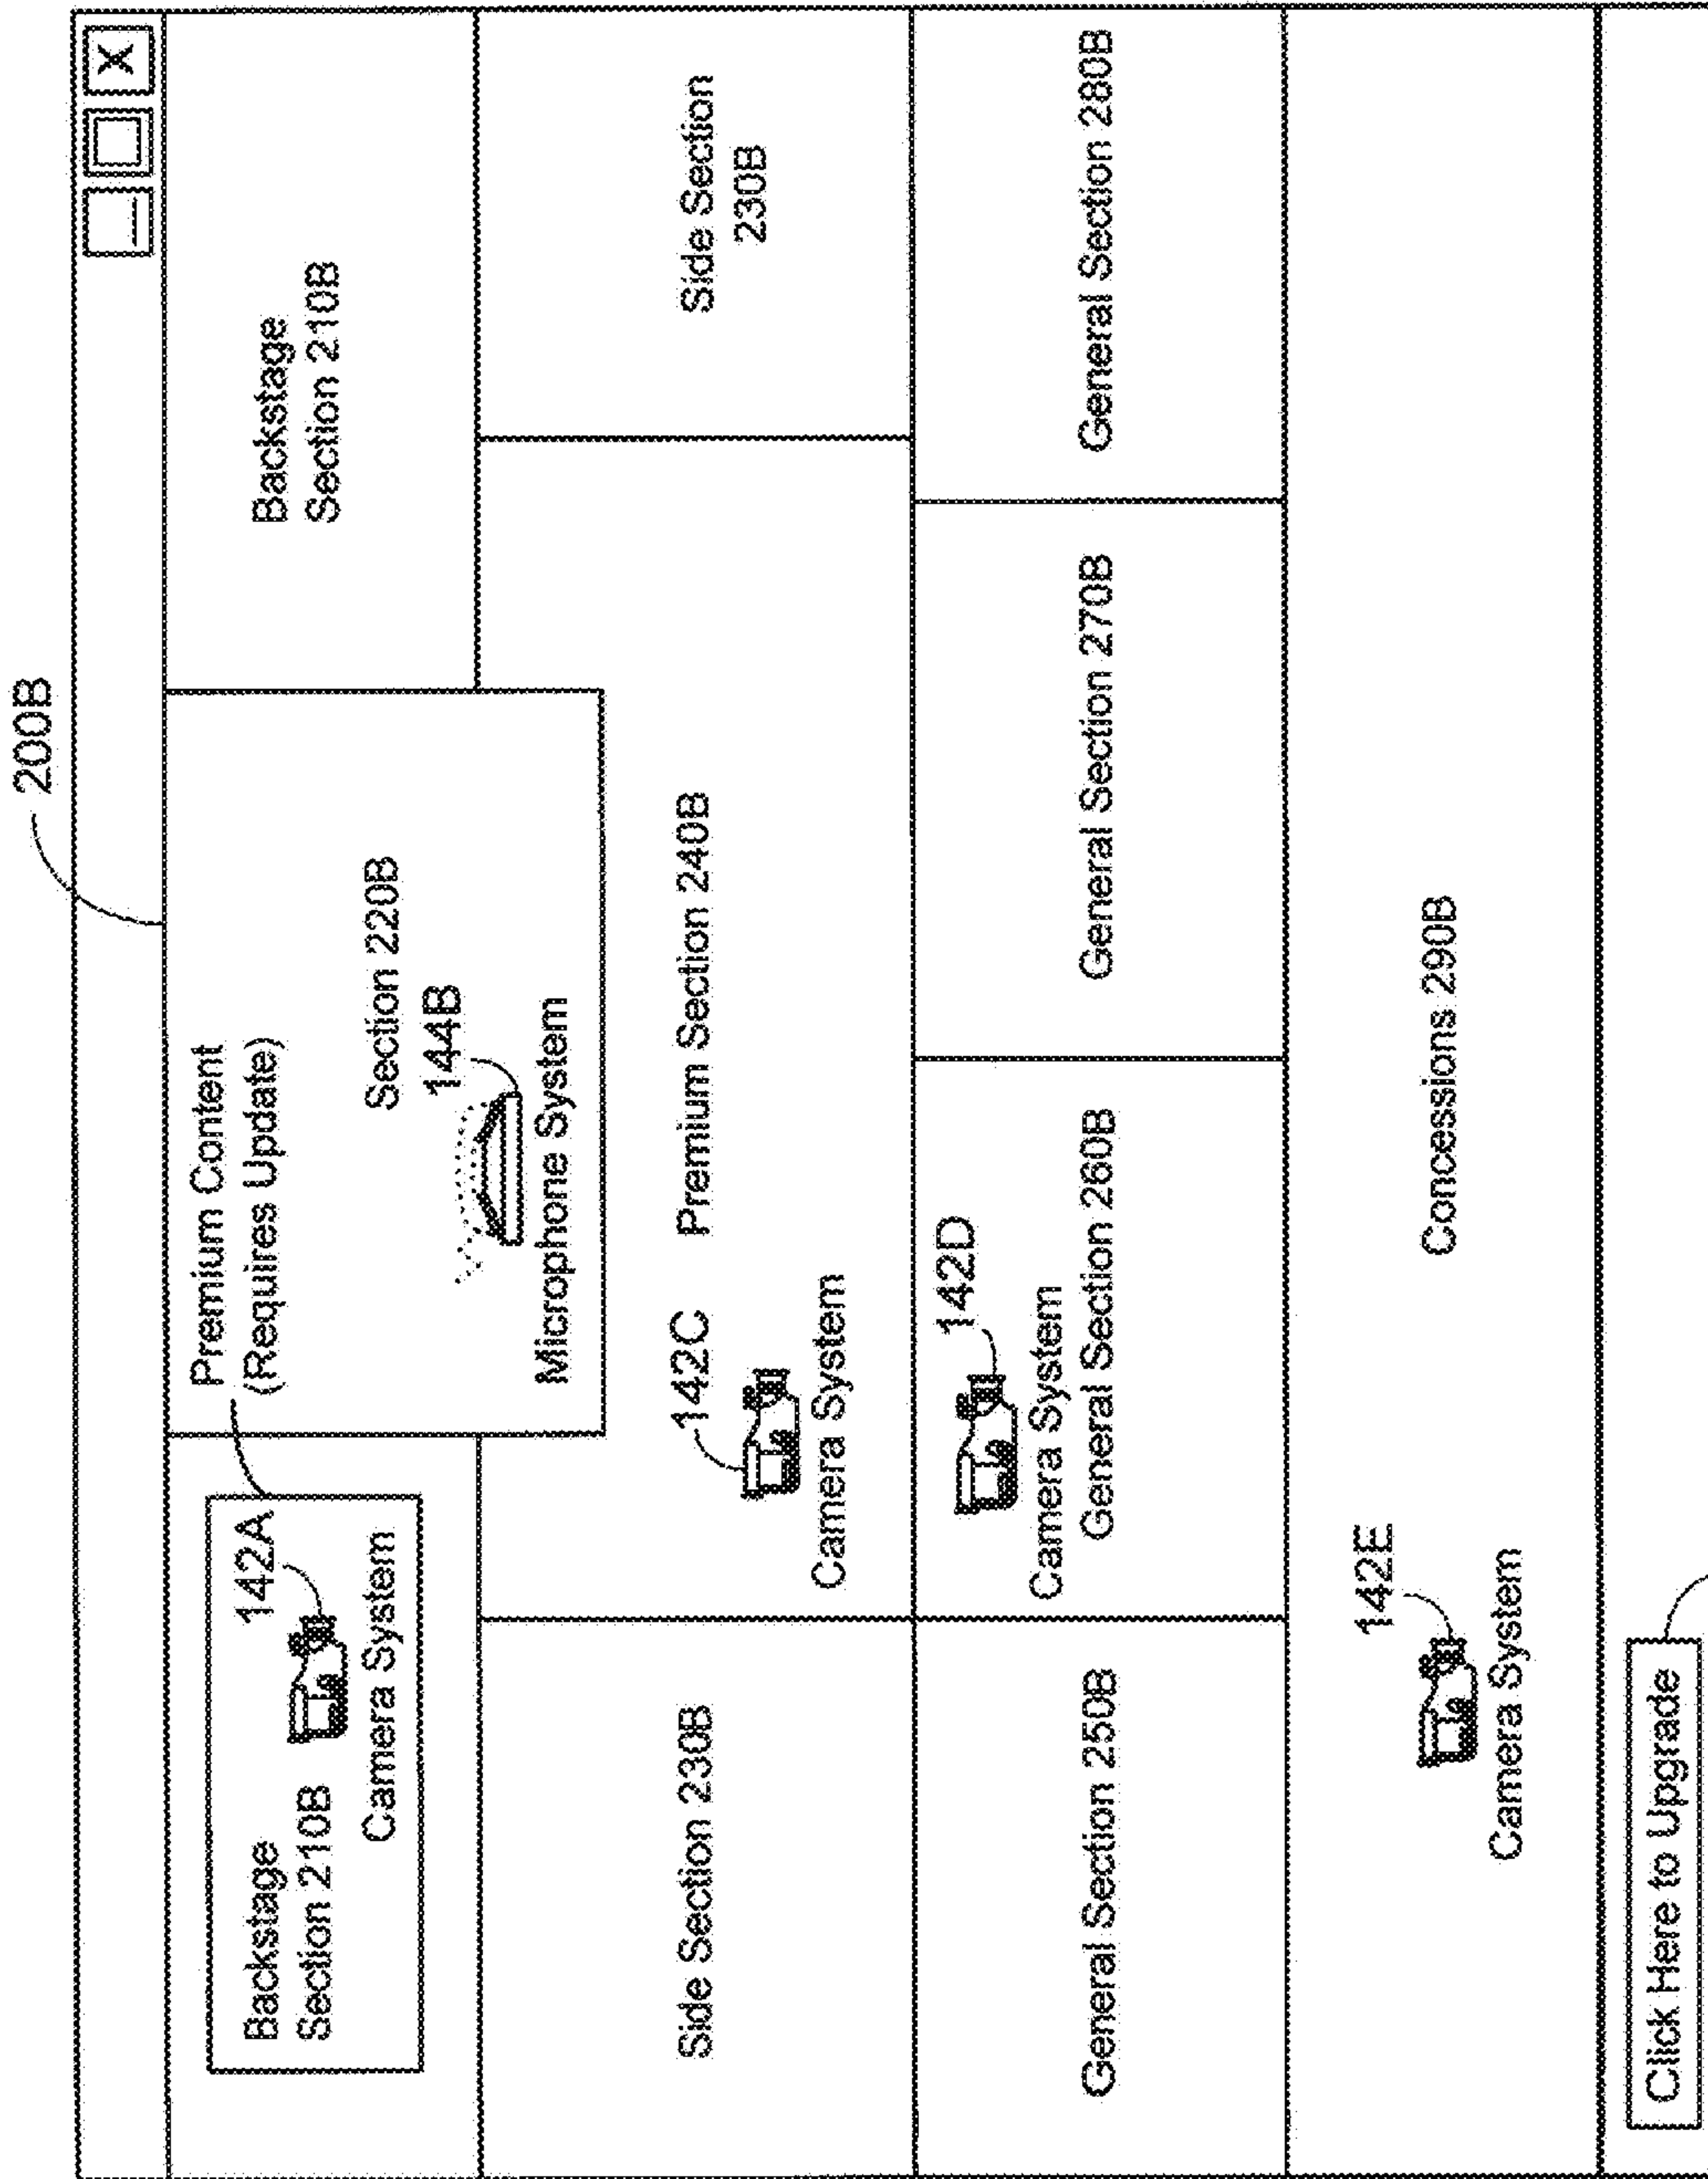 200B
X
Premium Content
(Requires Update)
Backstage
Section 210B
142A
Camera System
Section 220B
144B
Microphone System
Backstage
Section 210B
Side Section 230B
142C
Premium Section 240B
Camera System
Side Section
230B
General Section 250B
142D
Camera System
General Section 260B
General Section 270B
General Section 280B
142E
Camera System
Concessions 290B
Click Here to Upgrade